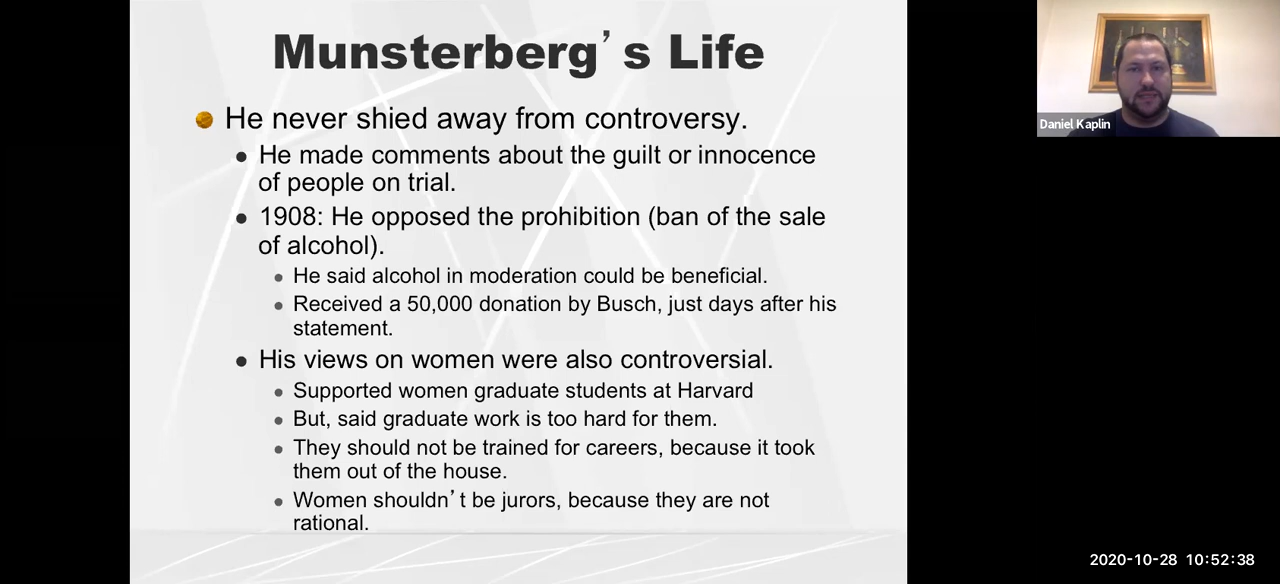 Munsterberg’s Life
He never shied away from controversy.
He made comments about the guilt or innocence
of people on trial.
1908: He opposed the prohibition (ban of the sale
of alcohol).
He said alcohol in moderation could be beneficial.
Received a 50,000 donation by Busch, just days after his
statement.
His views on women were also controversial.
Supported women graduate students at Harvard
But, said graduate work is too hard for them.
They should not be trained for careers, because it took
them out of the house.
Women shouldn’t be jurors, because they are not
rational.
Daniel Kaplin
2020-10-28 10:52:38